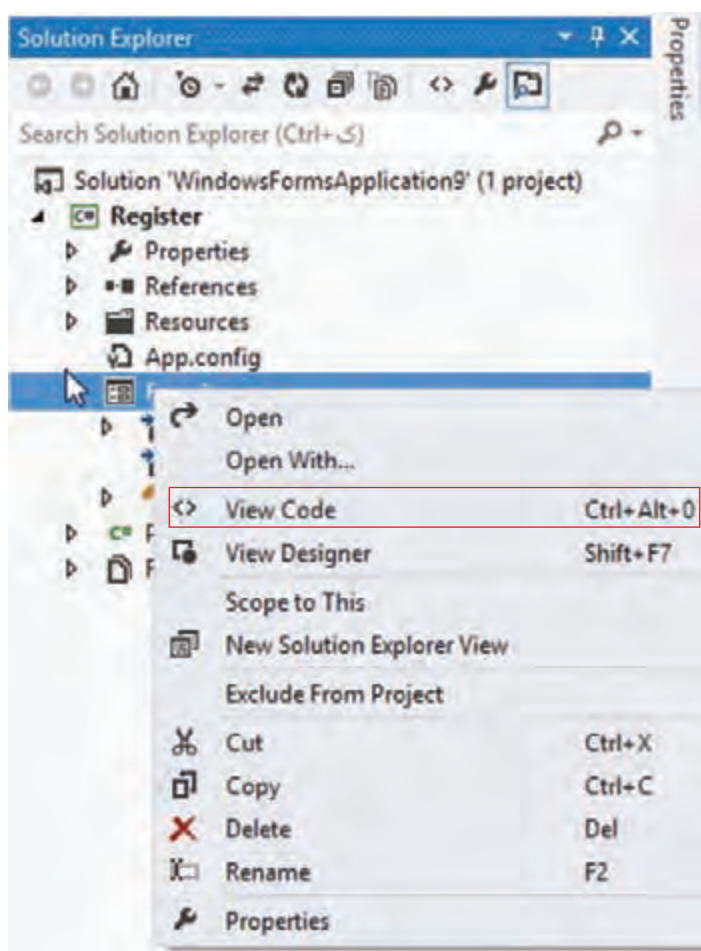 Solution Explorer
Properties
Search Solution Explorer (Ctrl+ک)
Solution 'WindowsFormsApplication9' (1 project)
Register
Properties
References
Resources
App.config
Open
Open With...
View Code Ctrl+Alt+0
View Designer Shift+F7
Scope to This
New Solution Explorer View
Exclude From Project
Cut Ctrl+X
Copy Ctrl+C
Delete Del
Rename F2
Properties